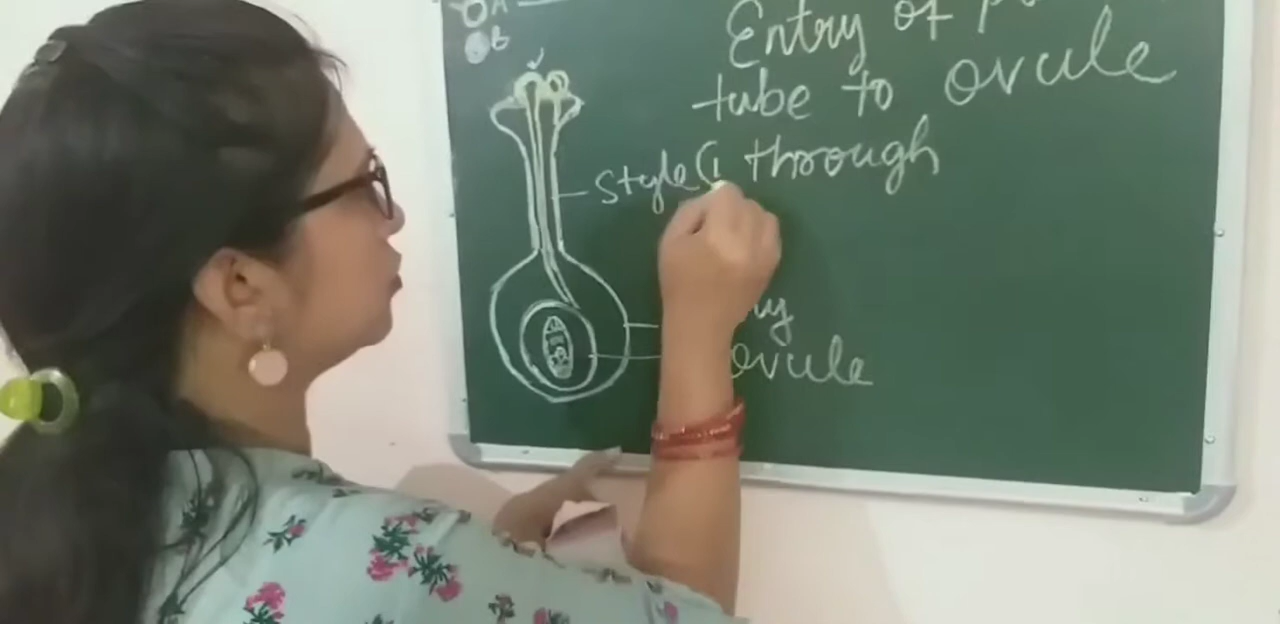 A
B
Entry of
tube to ovule
Style ( through
ovule